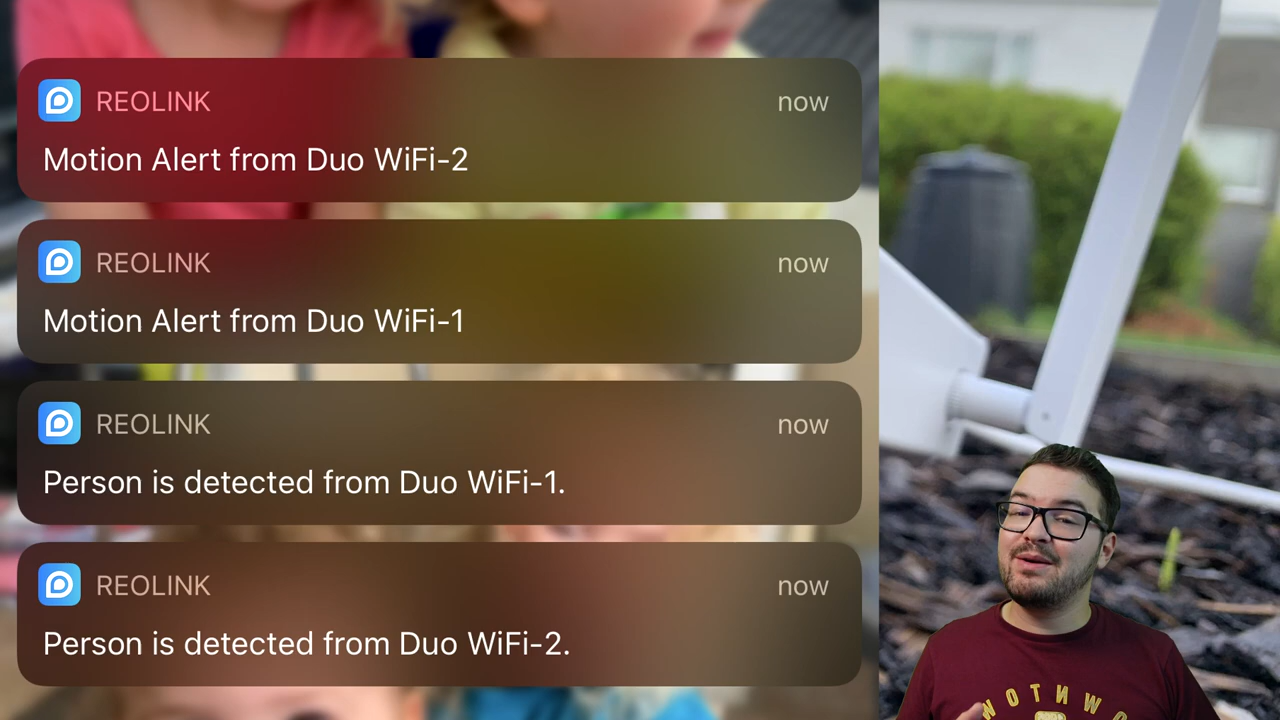 REOLINK now
Motion Alert from Duo WiFi-2
REOLINK now
Motion Alert from Duo WiFi-1
REOLINK now
Person is detected from Duo WiFi-1.
REOLINK now
Person is detected from Duo WiFi-2.
WOTИWO